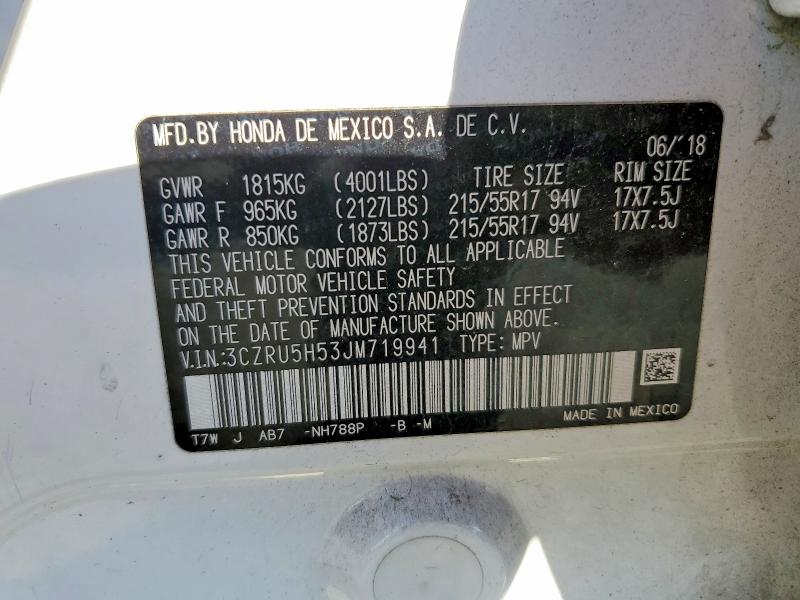 MFD.BY HONDA DE MEXICO S.A. DE C.V.
06/'18
GVWR 1815KG (4001LBS) TIRE SIZE RIM SIZE
GAWR F 965KG (2127LBS) 215/55R17 94V 17X7.5J
GAWR R 850KG (1873LBS) 215/55R17 94V 17X7.5J
THIS VEHICLE CONFORMS TO ALL APPLICABLE
FEDERAL MOTOR VEHICLE SAFETY
AND THEFT PREVENTION STANDARDS IN EFFECT
ON THE DATE OF MANUFACTURE SHOWN ABOVE.
V.I.N:3CZRU5H53JM719941 TYPE: MPV
MADE IN MEXICO
T7W J AB7 -NH788P -B -M